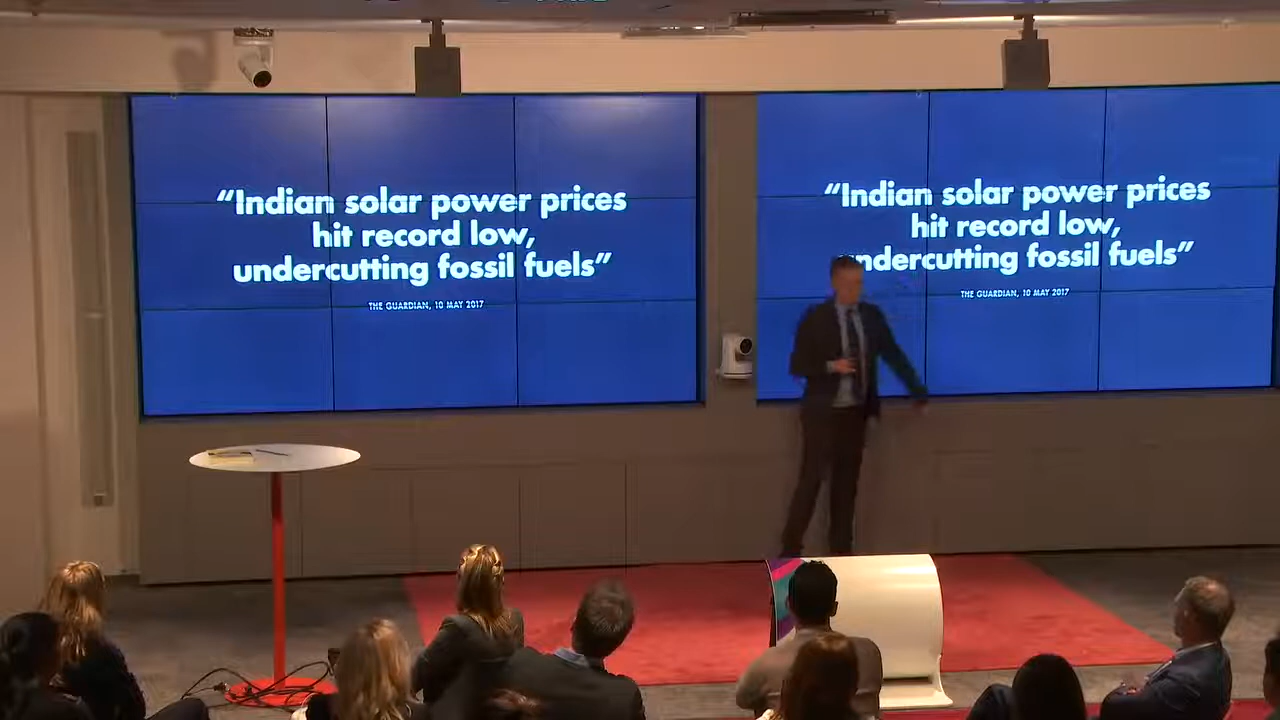 “Indian solar power prices
hit record low,
undercutting fossil fuels”
THE GUARDIAN, 10 MAY 2017
“Indian solar power prices
hit record low,
undercutting fossil fuels”
THE GUARDIAN, 10 MAY 2017